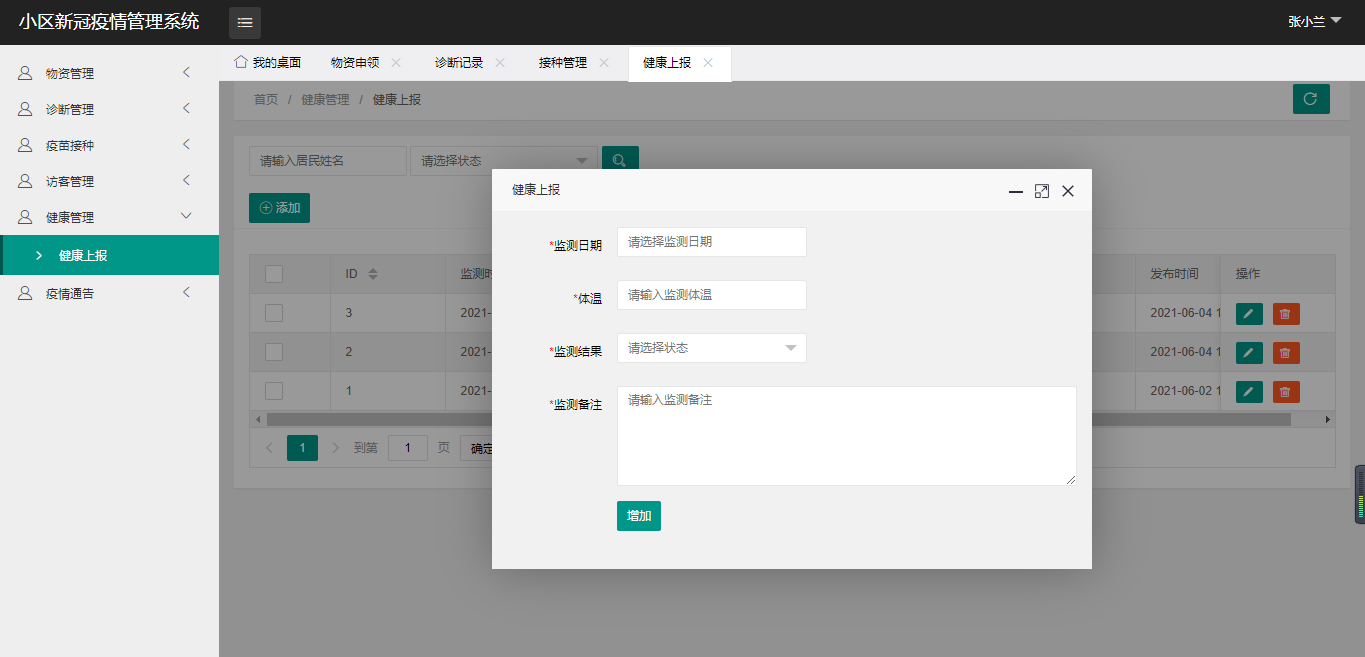 小区新冠疫情管理系统
张小兰
物资管理
诊断管理
疫苗接种
访客管理
健康管理
健康上报
疫情通告
我的桌面 物资申领 诊断记录 接种管理 健康上报
首页 / 健康管理 / 健康上报
请输入居民姓名 请选择状态
添加
ID 监测时 发布时间 操作
3 2021- 2021-06-04 1
2 2021- 2021-06-04 1
1 2021- 2021-06-02 1
1 到第 1 页 确定
健康上报
*监测日期 请选择监测日期
*体温 请输入监测体温
*监测结果 请选择状态
*监测备注 请输入监测备注
增加